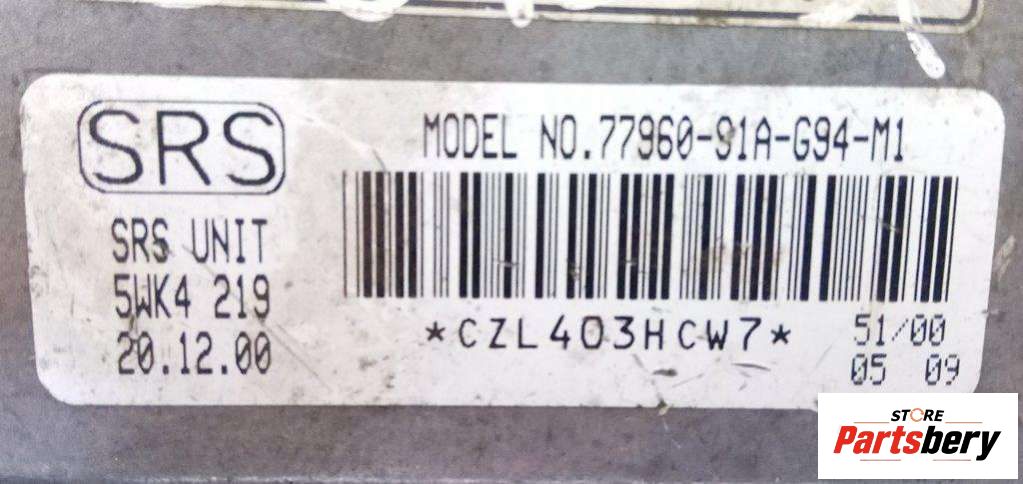 SRS
MODEL NO.77960-S1A-G94-M1
SRS UNIT
5WK4 219
20.12.00
*CZL403HCW7*
51/00
05 09
STORE
Partsbery